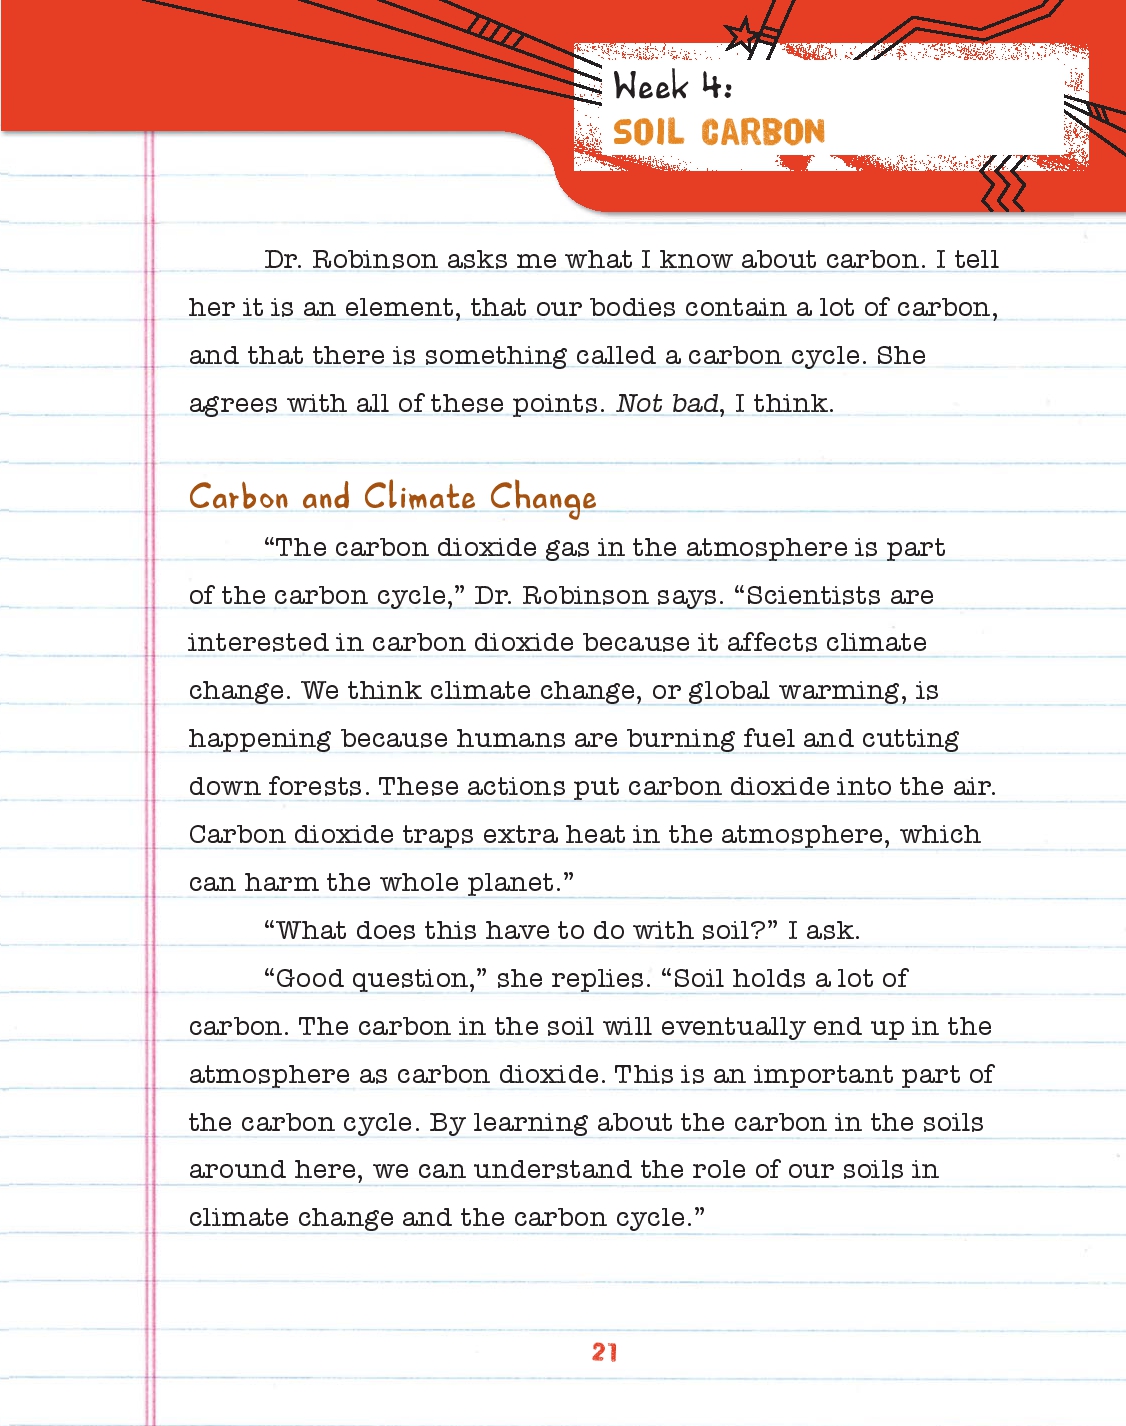 Week 4:
SOIL CARBON
Dr. Robinson asks me what I know about carbon. I tell
her it is an element, that our bodies contain a lot of carbon,
and that there is something called a carbon cycle. She
agrees with all of these points. Not bad, I think.
Carbon and Climate Change
“The carbon dioxide gas in the atmosphere is part
of the carbon cycle,” Dr. Robinson says. “Scientists are
interested in carbon dioxide because it affects climate
change. We think climate change, or global warming, is
happening because humans are burning fuel and cutting
down forests. These actions put carbon dioxide into the air.
Carbon dioxide traps extra heat in the atmosphere, which
can harm the whole planet.”
“What does this have to do with soil?” I ask.
“Good question,” she replies. “Soil holds a lot of
carbon. The carbon in the soil will eventually end up in the
atmosphere as carbon dioxide. This is an important part of
the carbon cycle. By learning about the carbon in the soils
around here, we can understand the role of our soils in
climate change and the carbon cycle.”
21